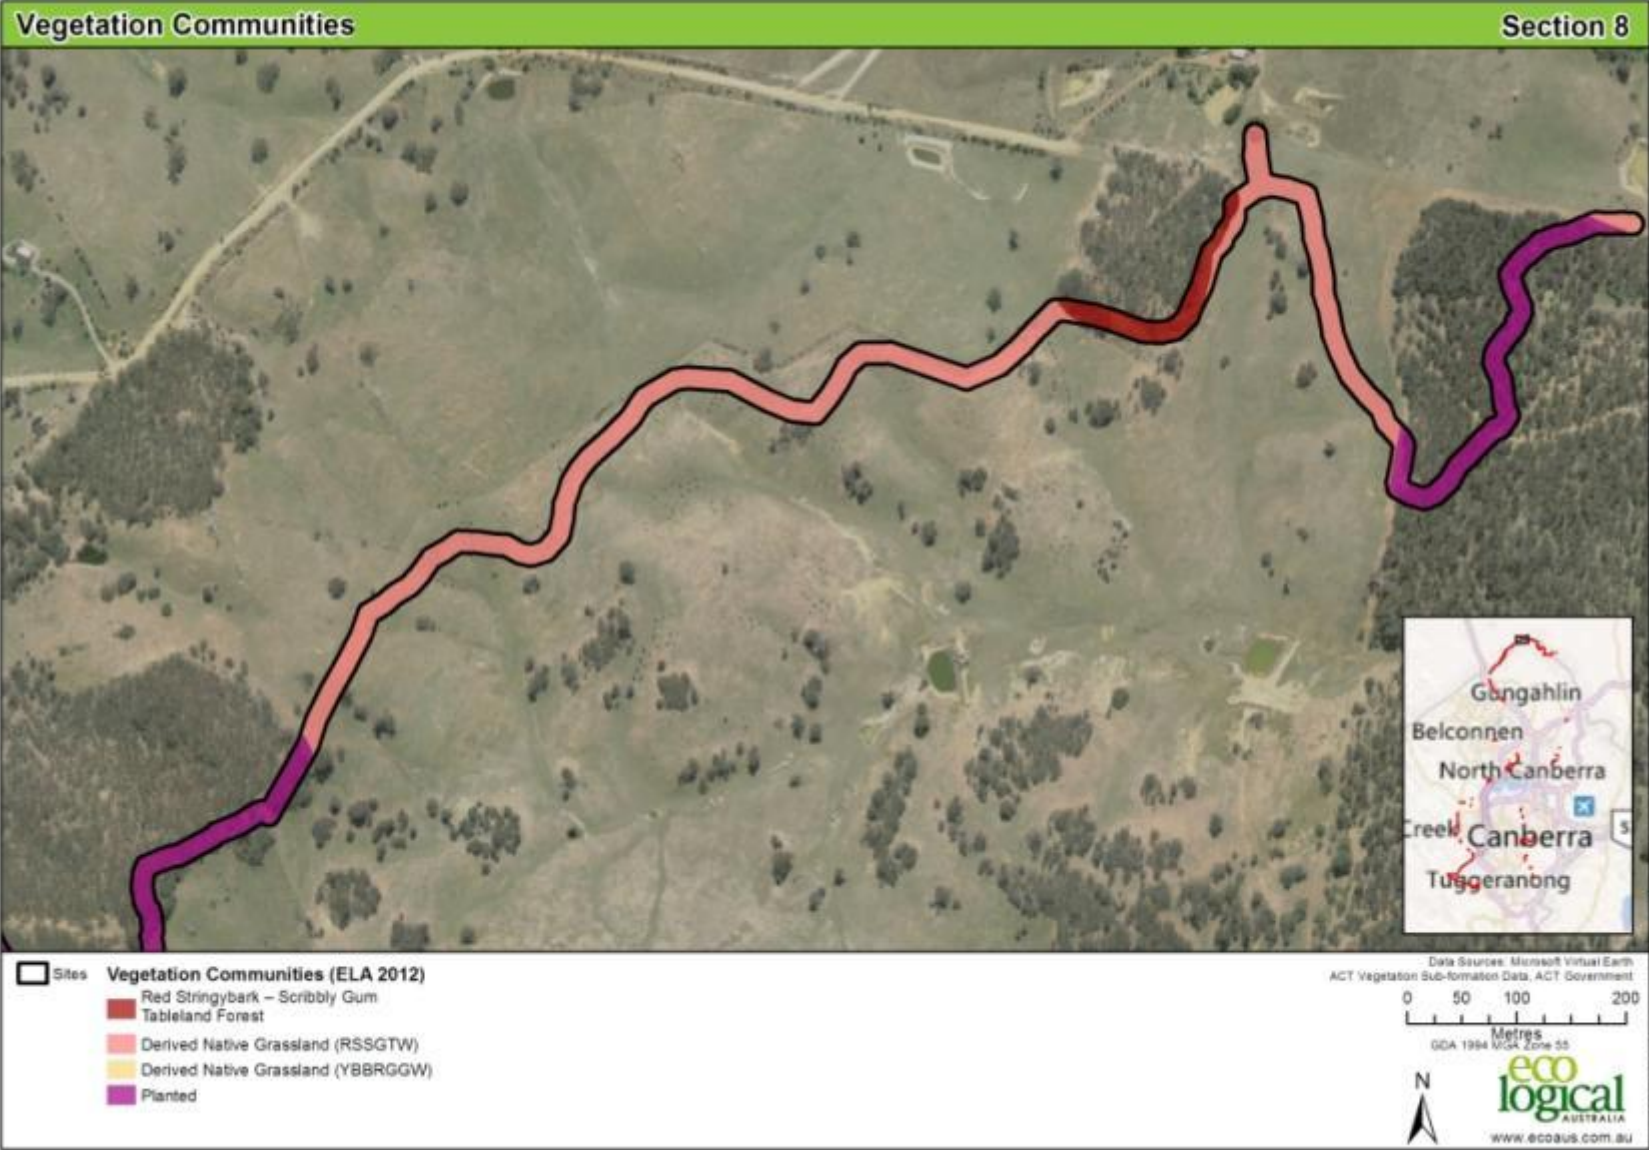 Vegetation Communities
Section 8
Gungahlin
Belconnen
North Canberra
Creek
Canberra
5
Tuggeranong
Sites
Vegetation Communities (ELA 2012)
Red Stringybark – Scribbly Gum
Tableland Forest
Derived Native Grassland (RSSGTW)
Derived Native Grassland (YBBRGGW)
Planted
Data Sources: Microsoft Virtual Earth
ACT Vegetation Sub-formation Data, ACT Government
0 50 100 200
Metres
GDA 1994 MGA Zone 55
N
eco
logical
AUSTRALIA
www.ecoaus.com.au